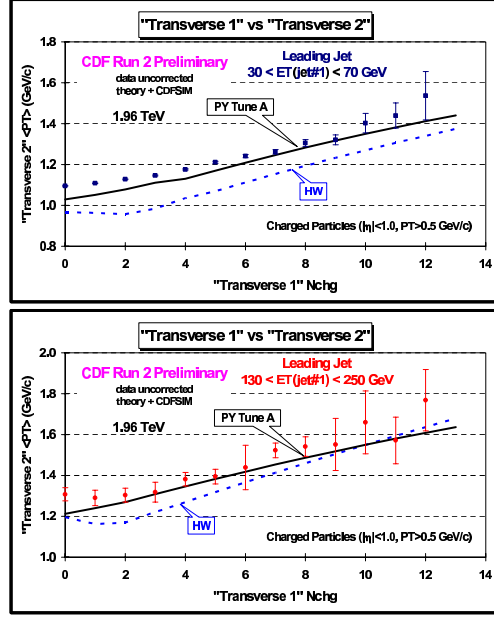 "Transverse 1" vs "Transverse 2"
1.8
1.6
1.4
1.2
1.0
0.8
"Transverse 2" <PT> (GeV/c)
CDF Run 2 Preliminary
data uncorrected
theory + CDFSIM
1.96 TeV
Leading Jet
30 < ET(jet#1) < 70 GeV
PY Tune A
HW
Charged Particles (|η|<1.0, PT>0.5 GeV/c)
0 2 4 6 8 10 12 14
"Transverse 1" Nchg
"Transverse 1" vs "Transverse 2"
2.0
1.8
1.6
1.4
1.2
1.0
"Transverse 2" <PT> (GeV/c)
CDF Run 2 Preliminary
data uncorrected
theory + CDFSIM
1.96 TeV
Leading Jet
130 < ET(jet#1) < 250 GeV
PY Tune A
HW
Charged Particles (|η|<1.0, PT>0.5 GeV/c)
0 2 4 6 8 10 12 14
"Transverse 1" Nchg